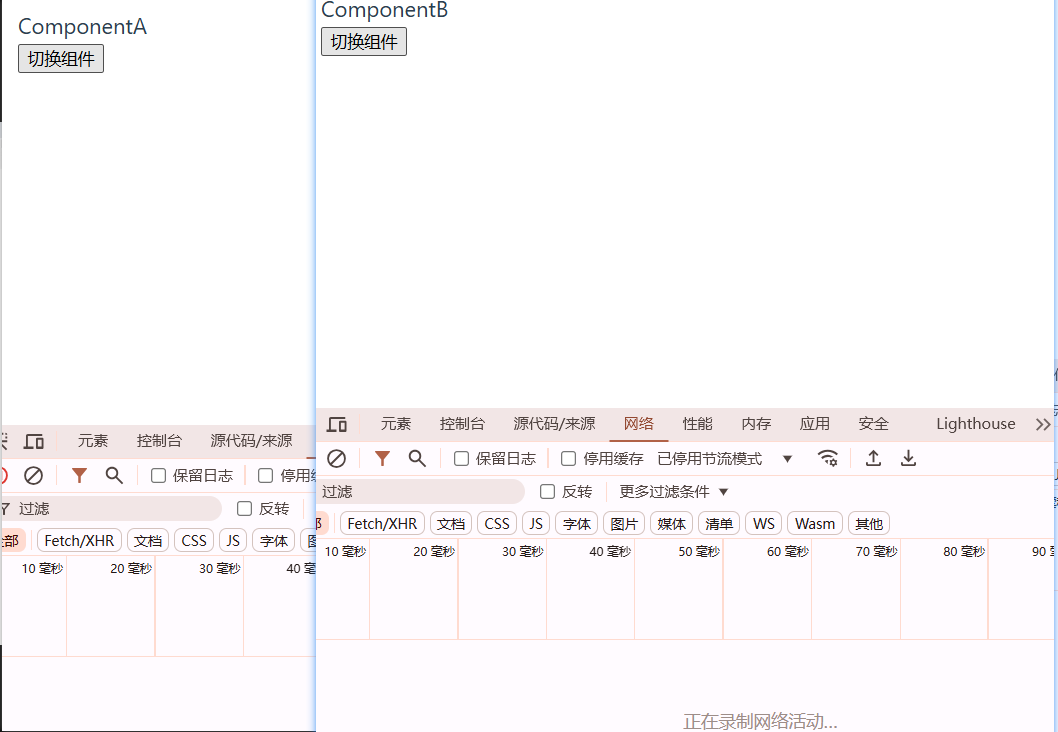 ComponentA
切换组件
元素 控制台 源代码/来源
保留日志 停用
过滤 反转
全部 Fetch/XHR 文档 CSS JS 字体
10 毫秒 20 毫秒 30 毫秒 40 毫
ComponentB
切换组件
元素 控制台 源代码/来源 网络 性能 内存 应用 安全 Lighthouse
保留日志 停用缓存 已停用节流模式
过滤 反转 更多过滤条件
Fetch/XHR 文档 CSS JS 字体 图片 媒体 清单 WS Wasm 其他
10 毫秒 20 毫秒 30 毫秒 40 毫秒 50 毫秒 60 毫秒 70 毫秒 80 毫秒 90
正在录制网络活动...